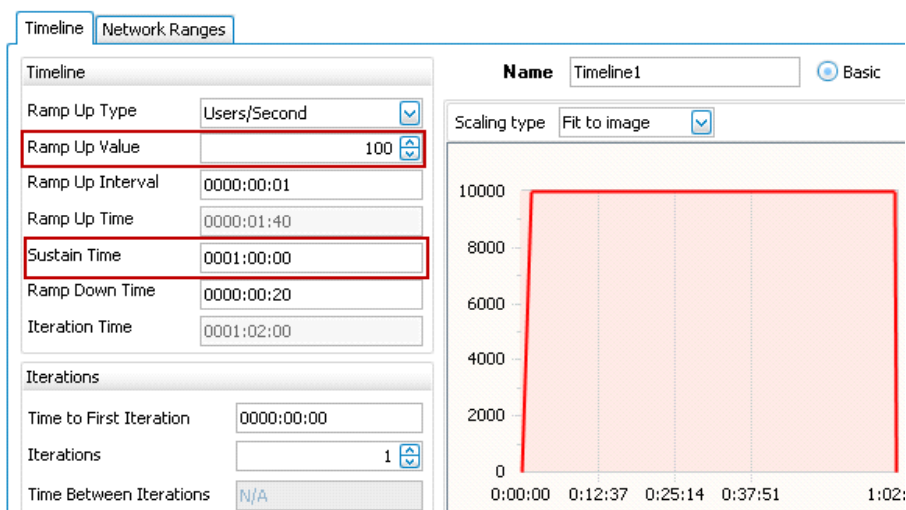 Timeline Network Ranges
Timeline
Ramp Up Type Users/Second
Ramp Up Value 100
Ramp Up Interval 0000:00:01
Ramp Up Time 0000:01:40
Sustain Time 0001:00:00
Ramp Down Time 0000:00:20
Iteration Time 0001:02:00
Iterations
Time to First Iteration 0000:00:00
Iterations 1
Time Between Iterations N/A
Name Timeline1 Basic
Scaling type Fit to image
10000
8000
6000
4000
2000
0
0:00:00 0:12:37 0:25:14 0:37:51 1:02: